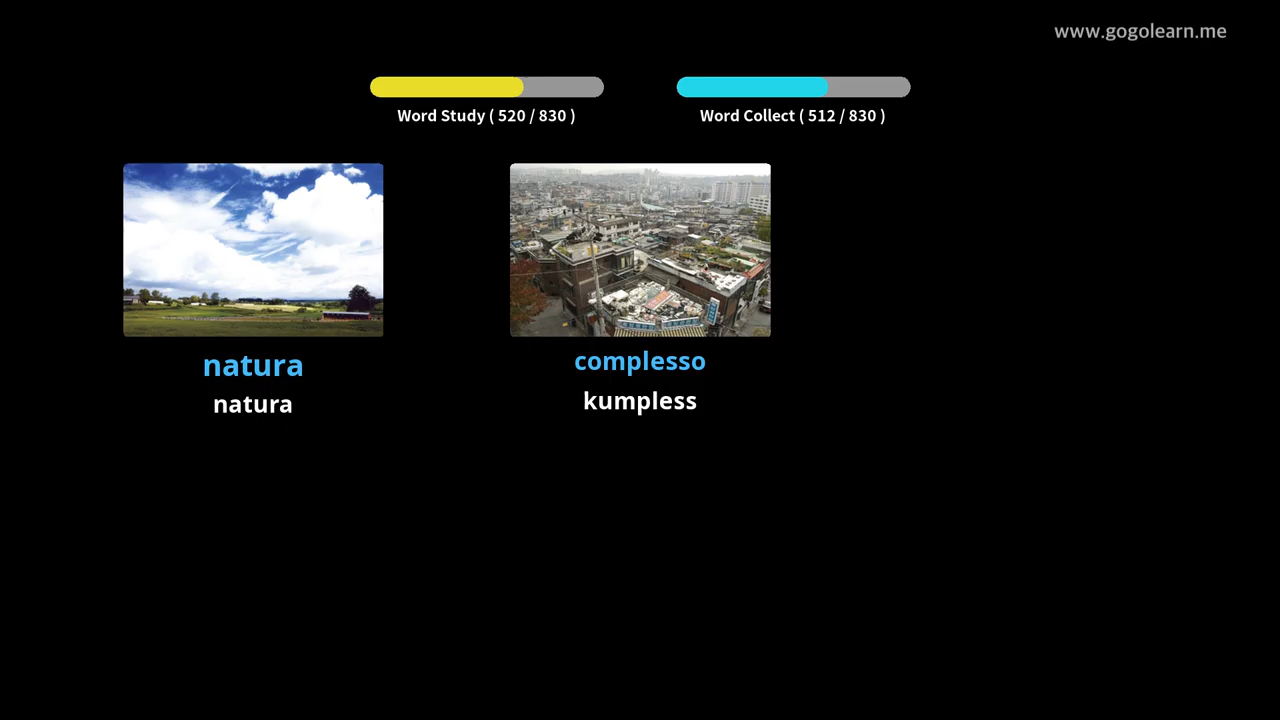 www.gogolearn.me
Word Study ( 520 / 830 )
Word Collect ( 512 / 830 )
natura
natura
complesso
kumpless